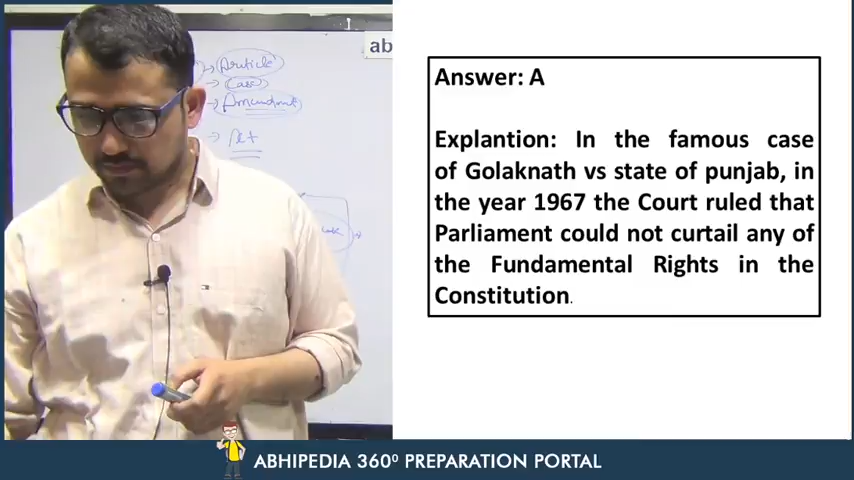 ab
Article
Case
Amendment
Act
Answer: A
Explantion: In the famous case
of Golaknath vs state of punjab, in
the year 1967 the Court ruled that
Parliament could not curtail any of
the Fundamental Rights in the
Constitution.
ABHIPEDIA 360⁰ PREPARATION PORTAL